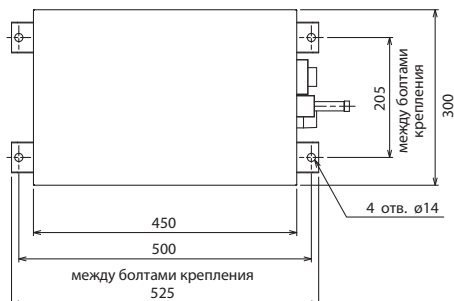 205
между болтами
крепления
300
4 отв. ø14
450
500
между болтами крепления
525